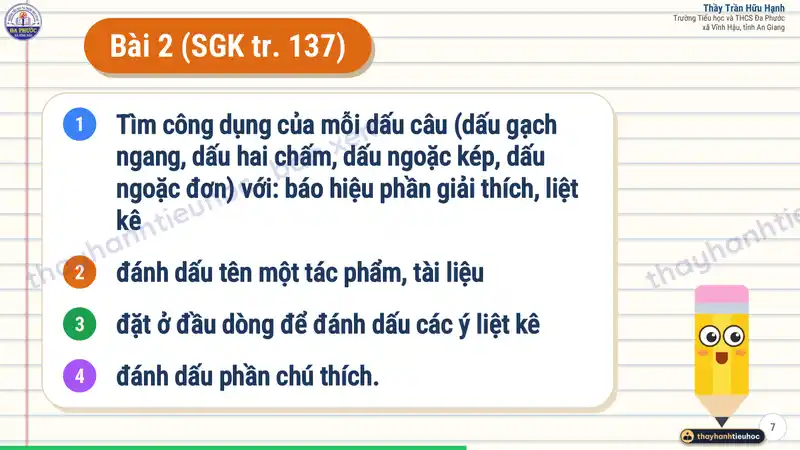 Thầy Trần Hữu Hạnh
Trường Tiểu học và THCS Đa Phước
xã Vĩnh Hậu, tỉnh An Giang
ĐA PHƯỚC
Bài 2 (SGK tr. 137)
1 Tìm công dụng của mỗi dấu câu (dấu gạch
ngang, dấu hai chấm, dấu ngoặc kép, dấu
ngoặc đơn) với: báo hiệu phần giải thích, liệt
kê
2 đánh dấu tên một tác phẩm, tài liệu
3 đặt ở đầu dòng để đánh dấu các ý liệt kê
4 đánh dấu phần chú thích.
thayhanhtieuhoc
7